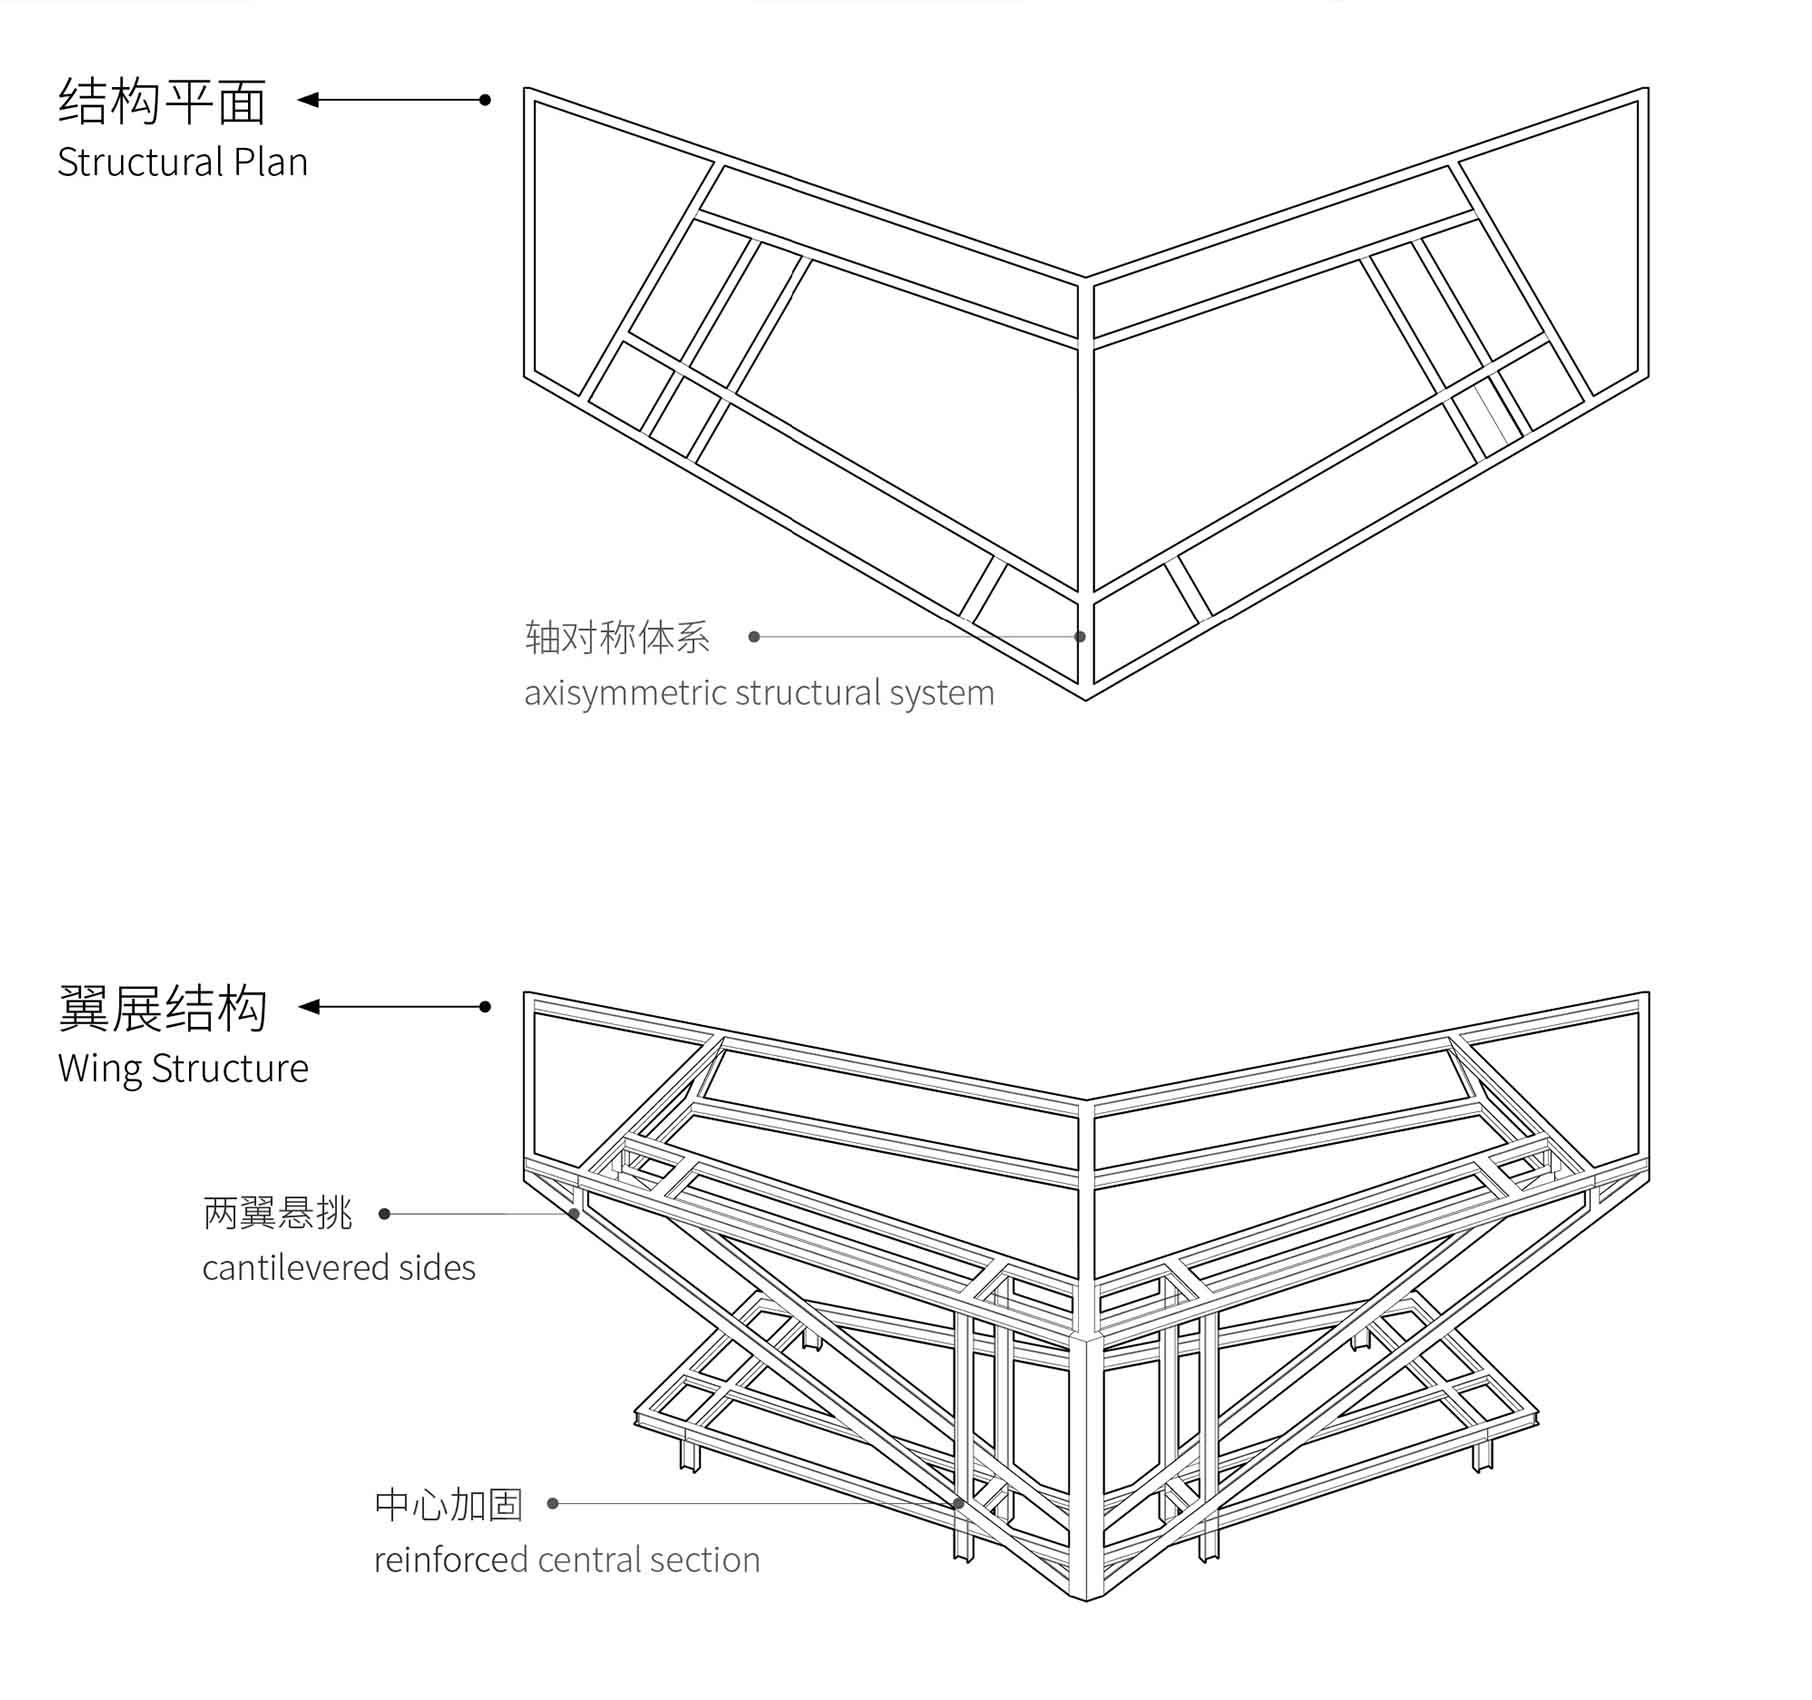 结构平面
Structural Plan
轴对称体系
axisymmetric structural system
翼展结构
Wing Structure
两翼悬挑
cantilevered sides
中心加固
reinforced central section